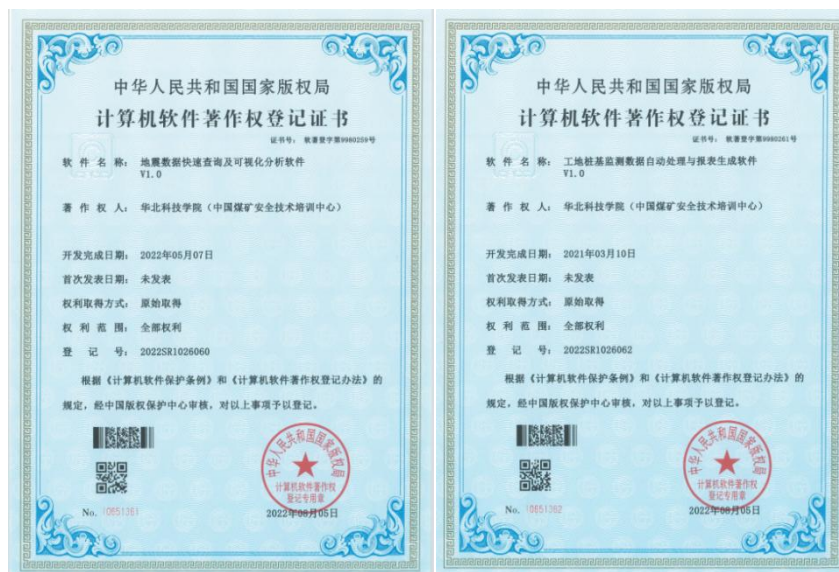 中华人民共和国国家版权局
计算机软件著作权登记证书
证书号： 软著登字第9980259号
软件名称： 地震数据快速查询及可视化分析软件
V1.0
著作权人： 华北科技学院（中国煤矿安全技术培训中心）
开发完成日期： 2022年05月07日
首次发表日期： 未发表
权利取得方式： 原始取得
权利范围： 全部权利
登记号： 2022SR1026060
根据《计算机软件保护条例》和《计算机软件著作权登记办法》的
规定，经中国版权保护中心审核，对以上事项予以登记。
中华人民共和国国家版权局
计算机软件著作权
登记专用章
No. 10651361
2022年08月05日
中华人民共和国国家版权局
计算机软件著作权登记证书
证书号： 软著登字第9980261号
软件名称： 工地桩基监测数据自动处理与报表生成软件
V1.0
著作权人： 华北科技学院（中国煤矿安全技术培训中心）
开发完成日期： 2021年03月10日
首次发表日期： 未发表
权利取得方式： 原始取得
权利范围： 全部权利
登记号： 2022SR1026062
根据《计算机软件保护条例》和《计算机软件著作权登记办法》的
规定，经中国版权保护中心审核，对以上事项予以登记。
中华人民共和国国家版权局
计算机软件著作权
登记专用章
No. 10651362
2022年08月05日